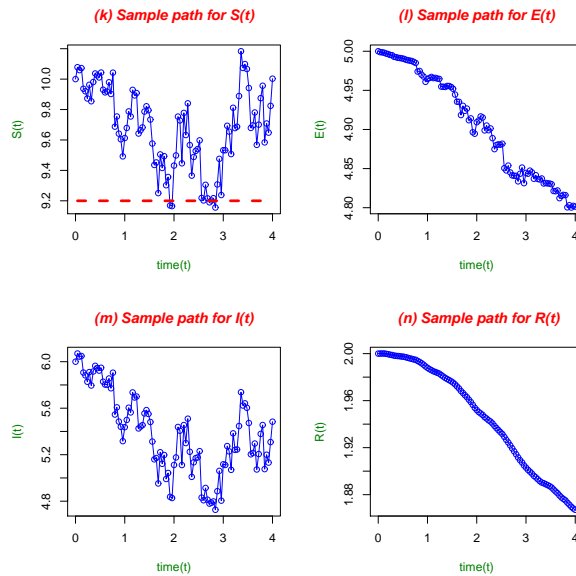 (k) Sample path for S(t)
S(t)
10.0
9.8
9.6
9.4
9.2
0 1 2 3 4
time(t)
(l) Sample path for E(t)
E(t)
5.00
4.95
4.90
4.85
4.80
0 1 2 3 4
time(t)
(m) Sample path for I(t)
I(t)
6.0
5.6
5.2
4.8
0 1 2 3 4
time(t)
(n) Sample path for R(t)
R(t)
2.00
1.96
1.92
1.88
0 1 2 3 4
time(t)